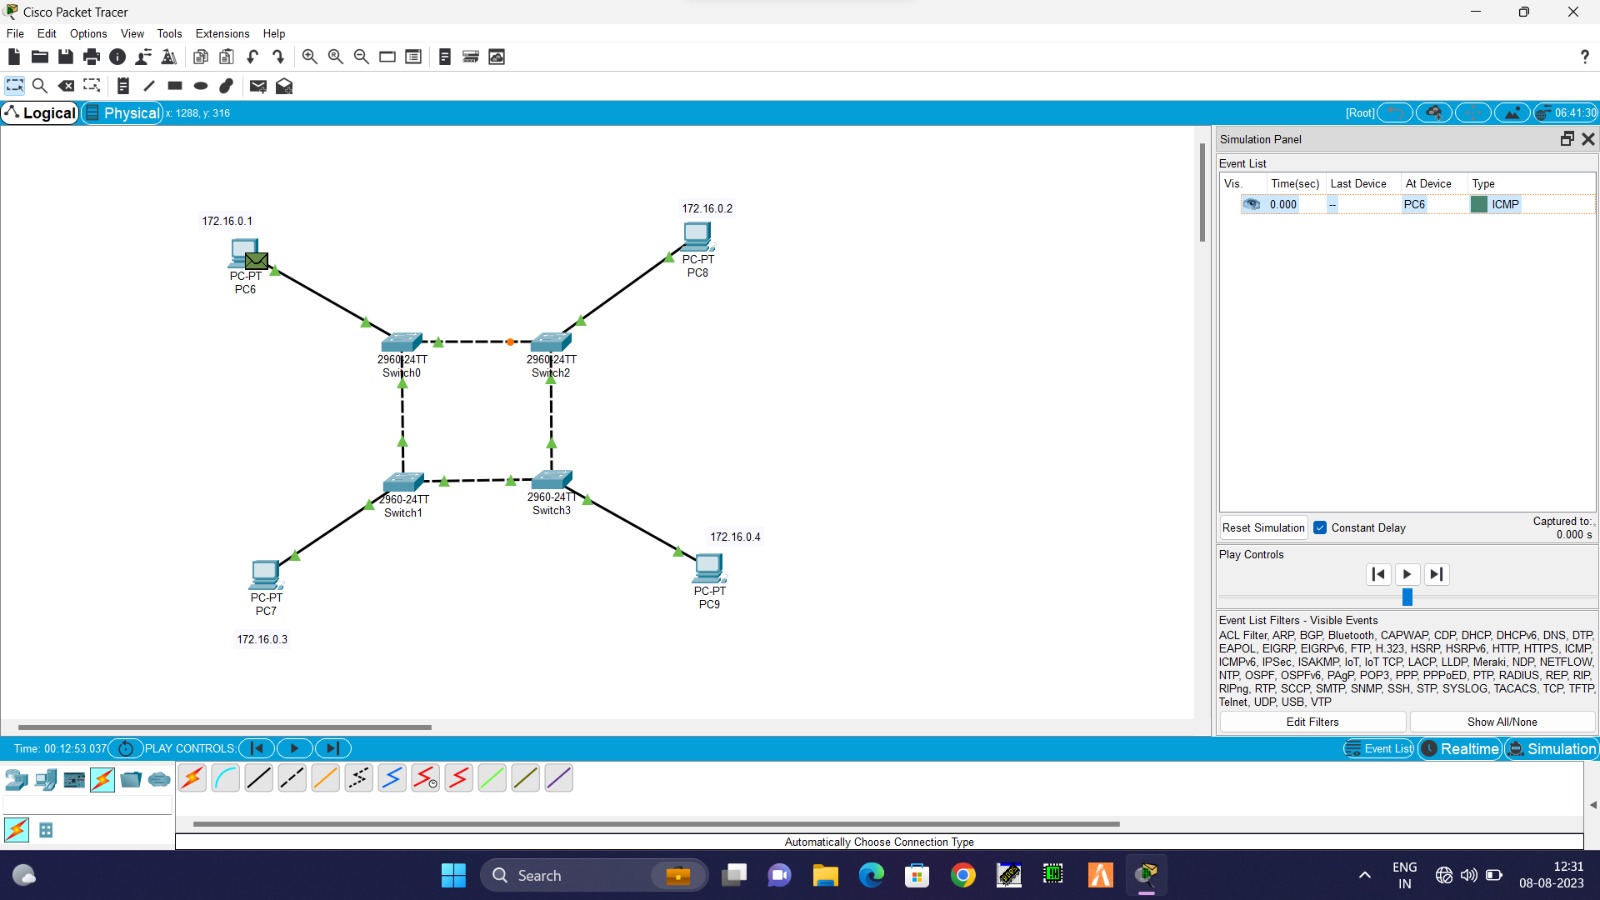 Cisco Packet Tracer
File Edit Options View Tools Extensions Help
?
Logical Physical x: 1288, y: 316 [Root] 06:41:30
Simulation Panel
Event List
Vis. Time(sec) Last Device At Device Type
0.000 -- PC6 ICMP
172.16.0.1
172.16.0.2
PC-PT
PC6
PC-PT
PC8
2960-24TT
Switch0
2960-24TT
Switch2
2960-24TT
Switch1
2960-24TT
Switch3
172.16.0.4
PC-PT
PC7
PC-PT
PC9
172.16.0.3
Reset Simulation Constant Delay Captured to:
0.000 s
Play Controls
Event List Filters - Visible Events
ACL Filter, ARP, BGP, Bluetooth, CAPWAP, CDP, DHCP, DHCPv6, DNS, DTP,
EAPOL, EIGRP, EIGRPv6, FTP, H.323, HSRP, HSRPv6, HTTP, HTTPS, ICMP,
ICMPv6, IPSec, ISAKMP, IoT, IoT TCP, LACP, LLDP, Meraki, NDP, NETFLOW,
NTP, OSPF, OSPFv6, PAgP, POP3, PPP, PPPoED, PTP, RADIUS, REP, RIP,
RIPng, RTP, SCCP, SMTP, SNMP, SSH, STP, SYSLOG, TACACS, TCP, TFTP,
Telnet, UDP, USB, VTP
Edit Filters Show All/None
Time: 00:12:53.037 PLAY CONTROLS: Event List Realtime Simulation
Automatically Choose Connection Type
Search
ENG
IN
12:31
08-08-2023